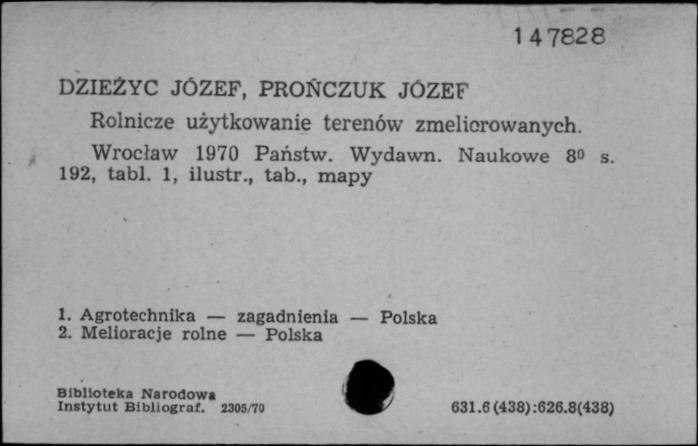 147828
DZIEŻYC JÓZEF, PROŃCZUK JÓZEF
Rolnicze użytkowanie terenów zmeliorowanych.
Wrocław 1970 Państw. Wydawn. Naukowe 8⁰ s.
192, tabl. 1, ilustr., tab., mapy
1. Agrotechnika — zagadnienia — Polska
2. Melioracje rolne — Polska
Biblioteka Narodowa
Instytut Bibliograf. 2305/70
631.6(438):626.8(438)